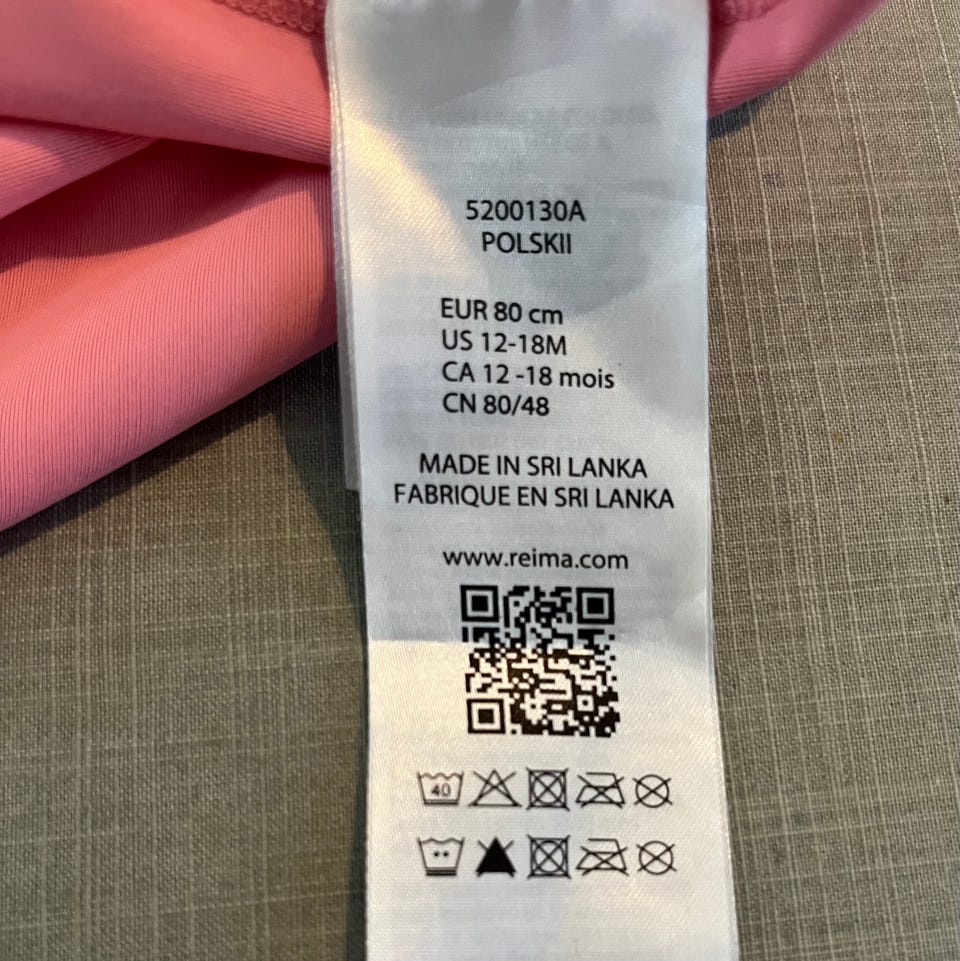 5200130A
POLSKII
EUR 80 cm
US 12-18M
CA 12 -18 mois
CN 80/48
MADE IN SRI LANKA
FABRIQUE EN SRI LANKA
www.reima.com
40